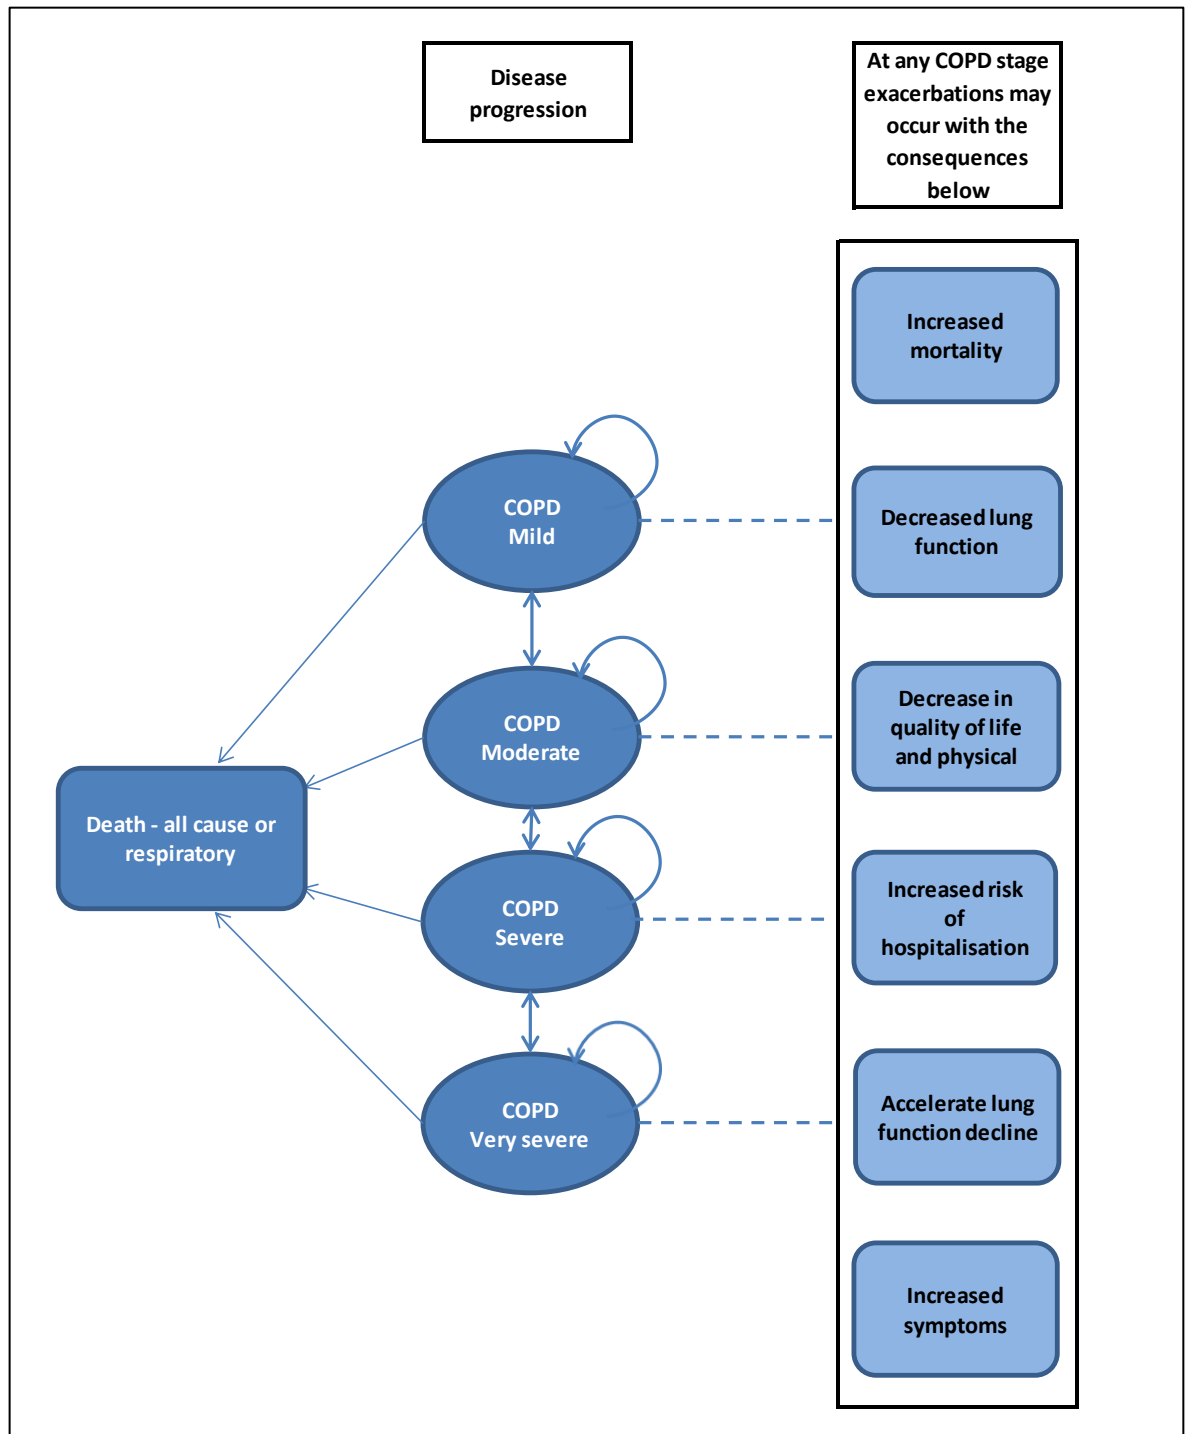 Disease
progression
At any COPD stage
exacerbations may
occur with the
consequences
below
Increased
mortality
COPD
Mild
Decreased lung
function
COPD
Moderate
Decrease in
quality of life
and physical
Death - all cause or
respiratory
COPD
Severe
Increased risk
of
hospitalisation
COPD
Very severe
Accelerate lung
function decline
Increased
symptoms